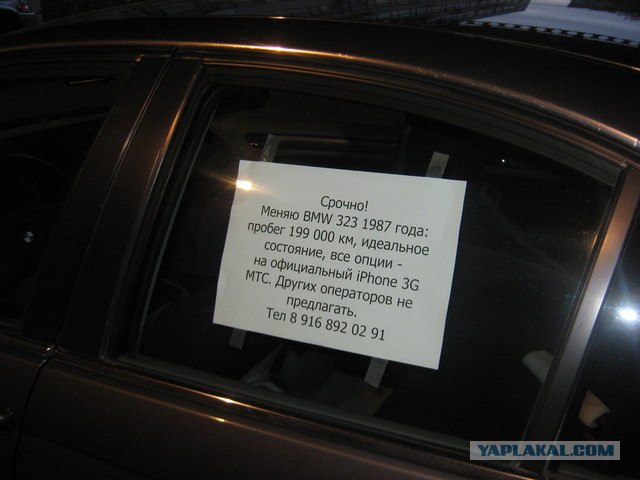 Срочно!
Меняю BMW 323 1987 года:
пробег 199 000 км, идеальное
состояние, все опции -
на официальный iPhone 3G
МТС. Других операторов не
предлагать.
Тел 8 916 892 02 91
YAPLAKAL.COM